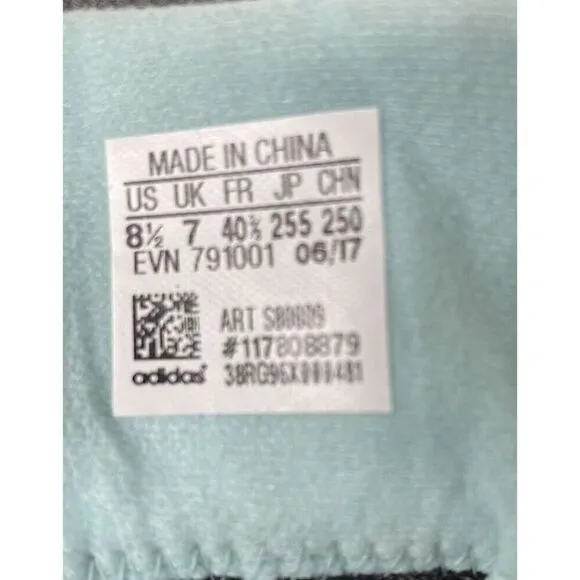 MADE IN CHINA
US UK FR JP CHN
8½ 7 40⅔ 255 250
EVN 791001 06/17
ART
#117808879
adidas